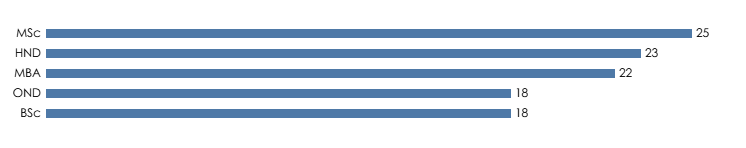 MSc 25
HND 23
MBA 22
OND 18
BSc 18